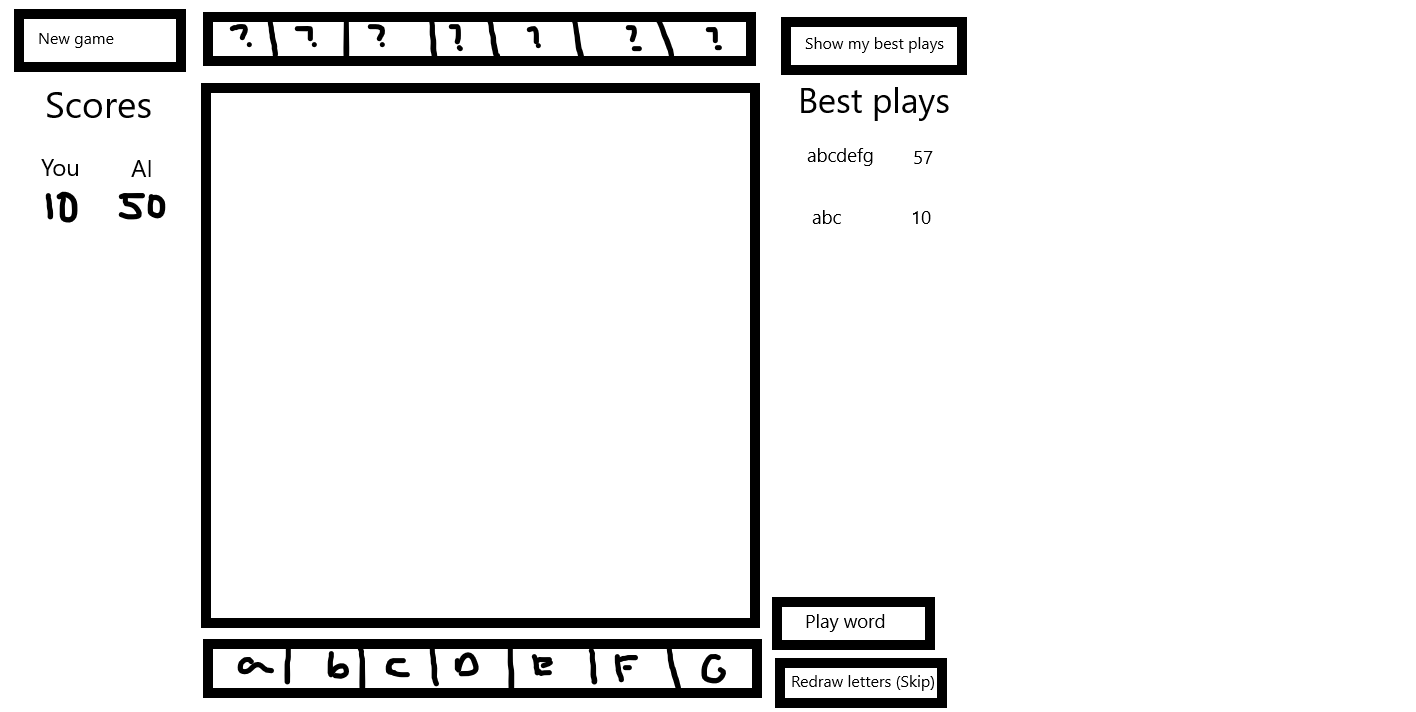 New game
? ? ? ? ? ? ?
Show my best plays
Scores
Best plays
You AI
10 50
abcdefg 57
abc 10
Play word
a b c D E F G
Redraw letters (Skip)